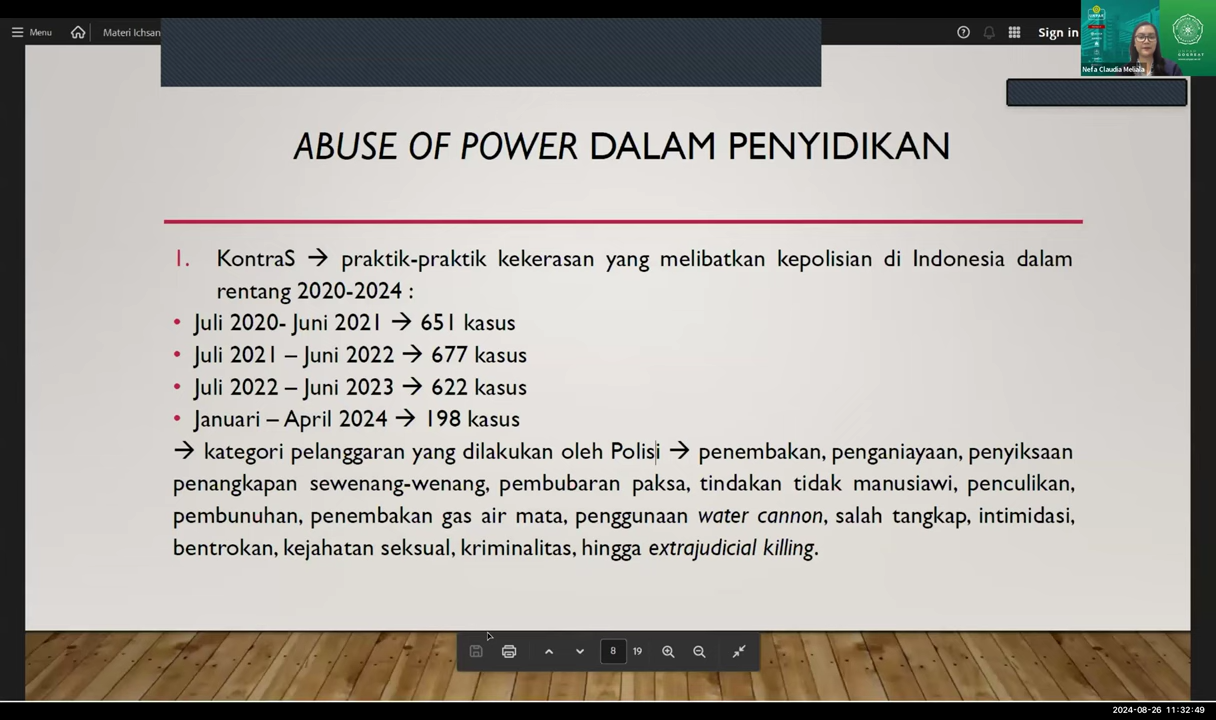 Menu
Materi Ichsan
Sign in
Nefa Claudia Meliala
ABUSE OF POWER DALAM PENYIDIKAN
1. KontraS → praktik-praktik kekerasan yang melibatkan kepolisian di Indonesia dalam
rentang 2020-2024 :
• Juli 2020- Juni 2021 → 651 kasus
• Juli 2021 – Juni 2022 → 677 kasus
• Juli 2022 – Juni 2023 → 622 kasus
• Januari – April 2024 → 198 kasus
→ kategori pelanggaran yang dilakukan oleh Polisi → penembakan, penganiayaan, penyiksaan
penangkapan sewenang-wenang, pembubaran paksa, tindakan tidak manusiawi, penculikan,
pembunuhan, penembakan gas air mata, penggunaan water cannon, salah tangkap, intimidasi,
bentrokan, kejahatan seksual, kriminalitas, hingga extrajudicial killing.
8 19
2024-08-26 11:32:49